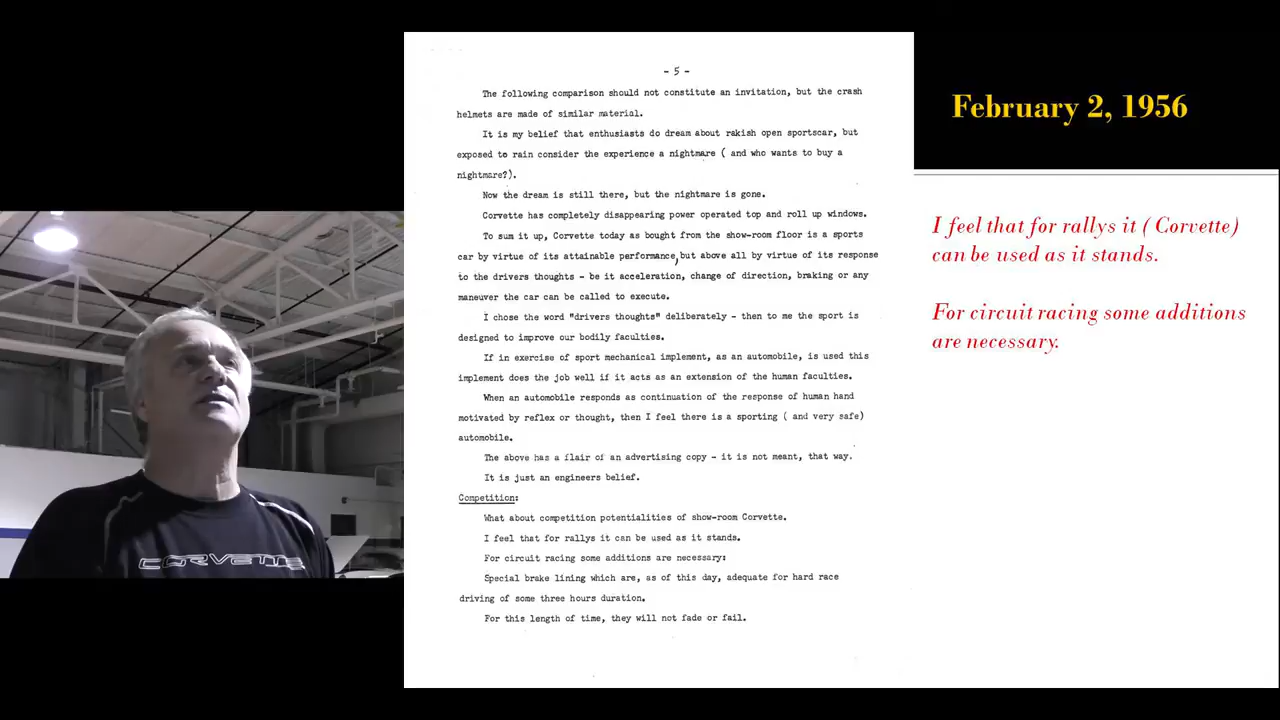 - 5 -
The following comparison should not constitute an invitation, but the crash
helmets are made of similar material.
It is my belief that enthusiasts do dream about rakish open sportscar, but
exposed to rain consider the experience a nightmare ( and who wants to buy a
nightmare?).
Now the dream is still there, but the nightmare is gone.
Corvette has completely disappearing power operated top and roll up windows.
To sum it up, Corvette today as bought from the show-room floor is a sports
car by virtue of its attainable performance, but above all by virtue of its response
to the drivers thoughts - be it acceleration, change of direction, braking or any
maneuver the car can be called to execute.
I chose the word "drivers thoughts" deliberately - then to me the sport is
designed to improve our bodily faculties.
If in exercise of sport mechanical implement, as an automobile, is used this
implement does the job well if it acts as an extension of the human faculties.
When an automobile responds as continuation of the response of human hand
motivated by reflex or thought, then I feel there is a sporting ( and very safe)
automobile.
The above has a flair of an advertising copy - it is not meant, that way.
It is just an engineers belief.
Competition:
What about competition potentialities of show-room Corvette.
I feel that for rallys it can be used as it stands.
For circuit racing some additions are necessary:
Special brake lining which are, as of this day, adequate for hard race
driving of some three hours duration.
For this length of time, they will not fade or fail.
February 2, 1956
I feel that for rallys it ( Corvette)
can be used as it stands.
For circuit racing some additions
are necessary.
CORVETTE